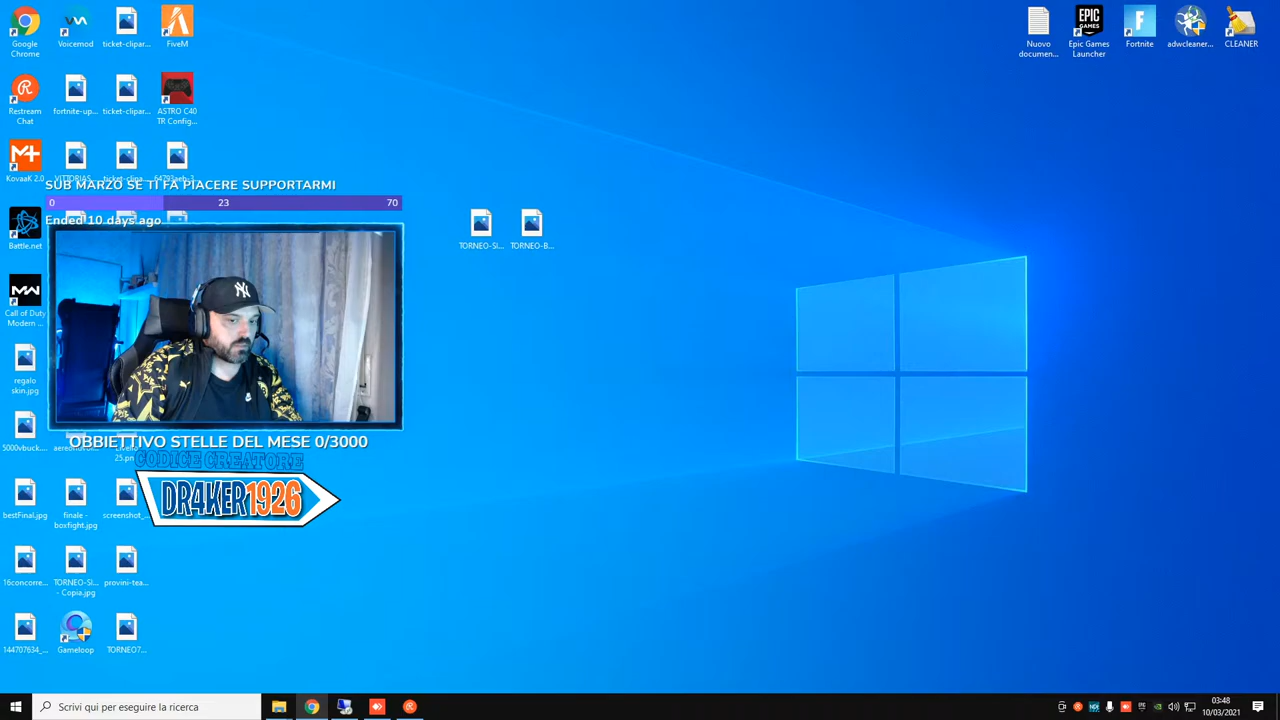 Google
Chrome
Voicemod
ticket-clipar...
FiveM
Restream
Chat
fortnite-up...
ticket-clipar...
ASTRO C40
TR Config...
KovaaK 2.0
SUB MARZO SE TI FA PIACERE SUPPORTARMI
0 23 70
Ended 10 days ago
Battle.net
Call of Duty
Modern ...
regalo
skin.jpg
5000vbuck...
OBBIETTIVO STELLE DEL MESE 0/3000
CODICE CREATORE
DR4KER1926
bestFinal.jpg
finale -
boxfight.jpg
screenshot_...
16concorre...
TORNEO-SI...
- Copia.jpg
provini-tea...
144707634_...
Gameloop
TORNEO7...
TORNEO-SI...
TORNEO-B...
Nuovo
documen...
Epic Games
Launcher
EPIC
GAMES
Fortnite
adwcleaner...
CLEANER
Scrivi qui per eseguire la ricerca
03:48
10/03/2021